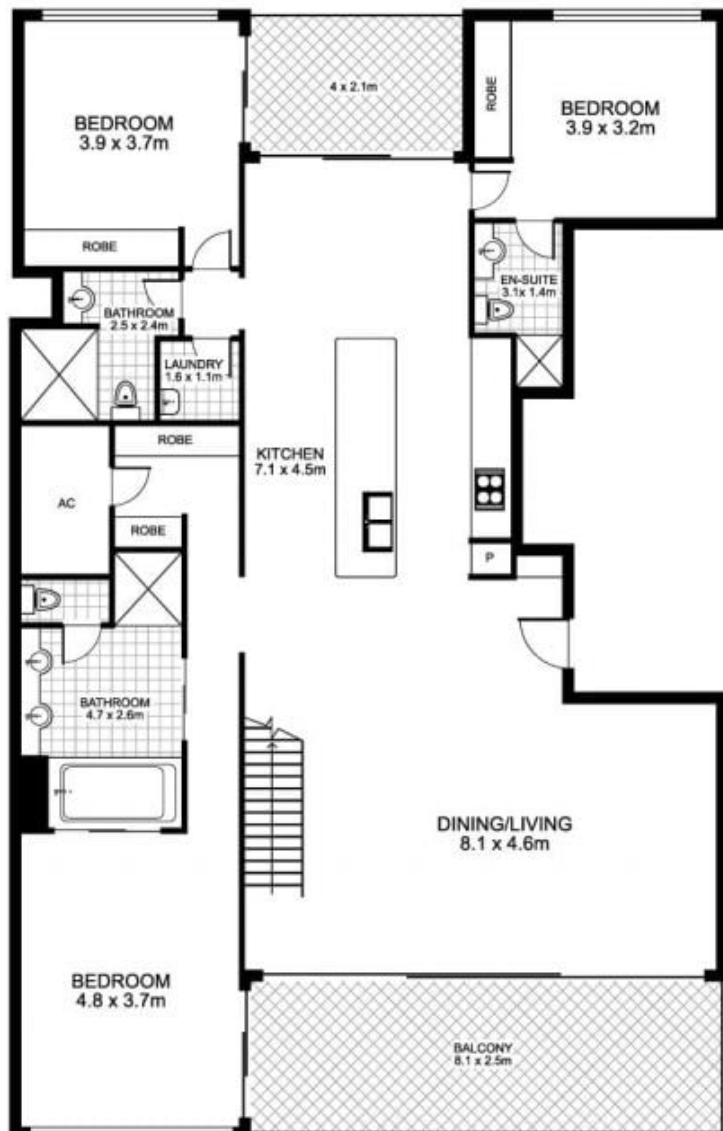 4 x 2.1m
BEDROOM
3.9 x 3.7m
ROBE
ROBE
BEDROOM
3.9 x 3.2m
EN-SUITE
3.1x 1.4m
BATHROOM
2.5 x 2.4m
LAUNDRY
1.6 x 1.1m
ROBE
KITCHEN
7.1 x 4.5m
AC
ROBE
P
BATHROOM
4.7 x 2.6m
DINING/LIVING
8.1 x 4.6m
BEDROOM
4.8 x 3.7m
BALCONY
8.1 x 2.5m